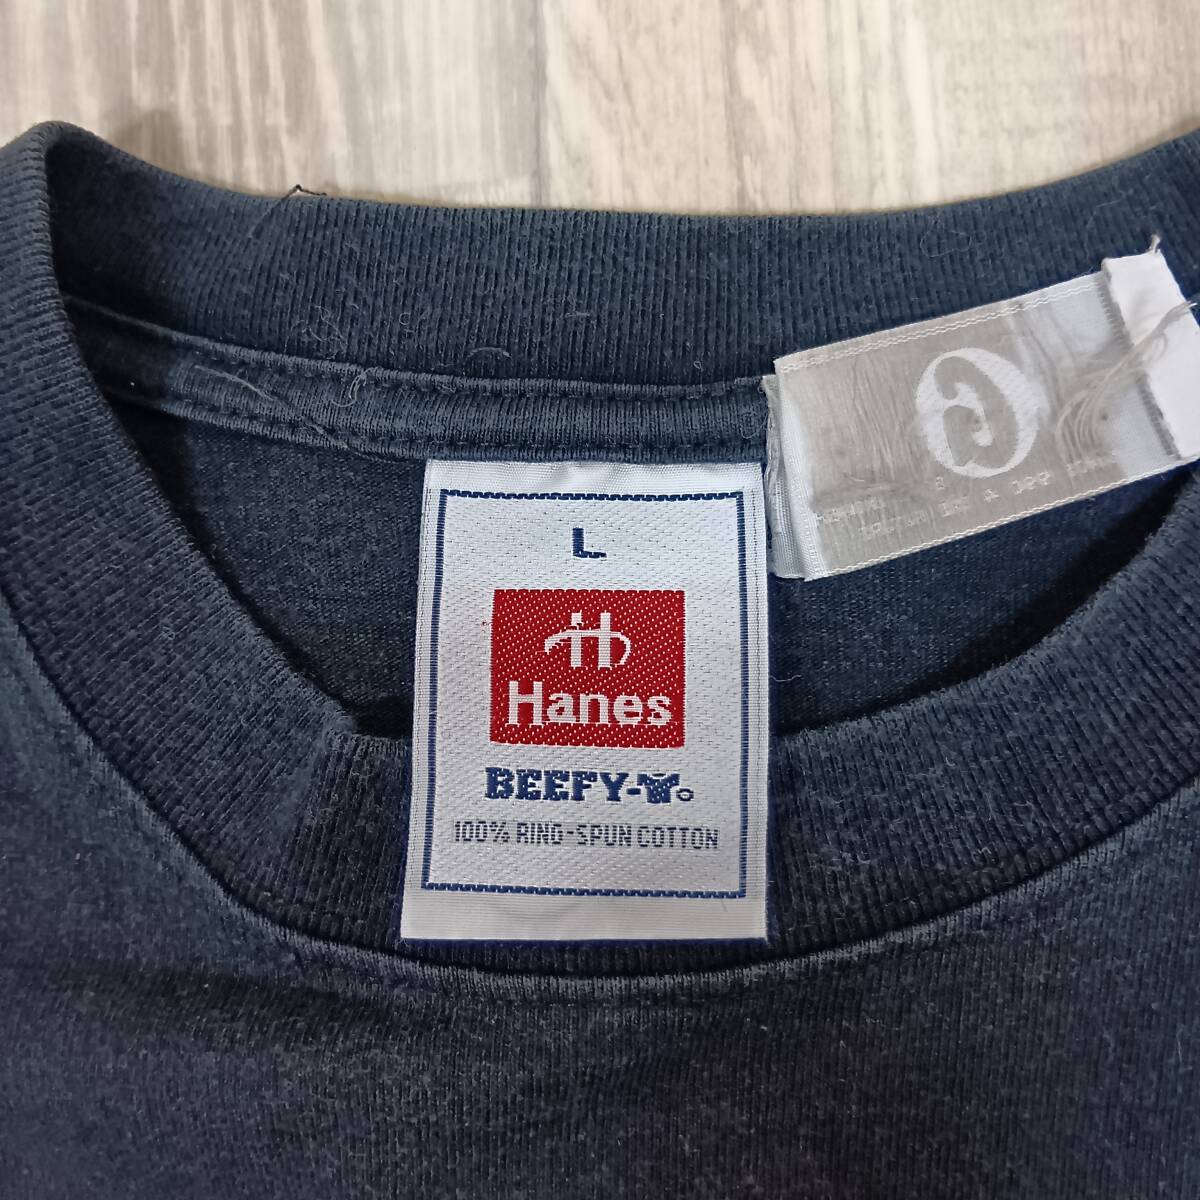 L
H
Hanes
BEEFY-T
100% RING-SPUN COTTON
G